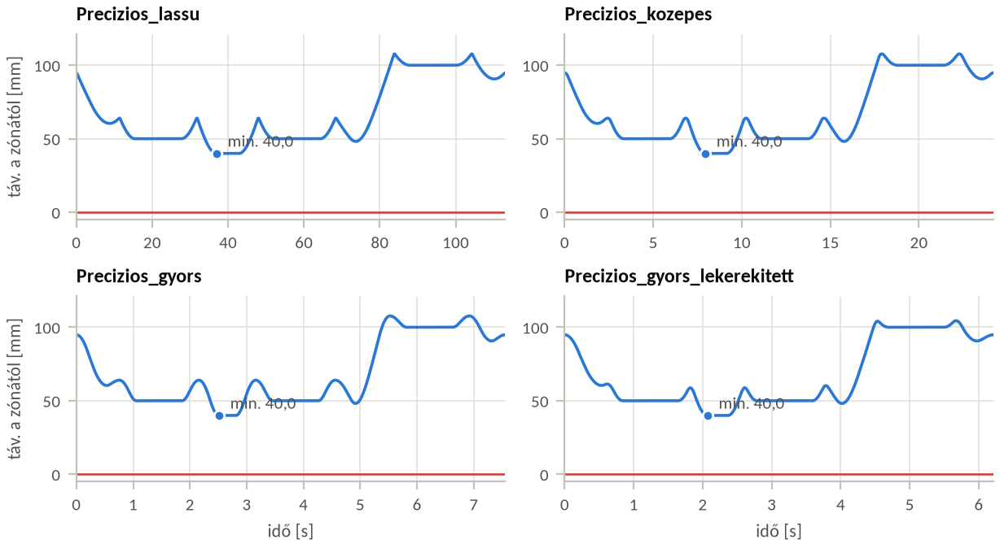 Precizios_lassu
Precizios_kozepes
táv. a zónától [mm]
100
50
0
min. 40,0
0 20 40 60 80 100
100
50
0
min. 40,0
0 5 10 15 20
Precizios_gyors
Precizios_gyors_lekerekitett
táv. a zónától [mm]
100
50
0
min. 40,0
0 1 2 3 4 5 6 7
idő [s]
100
50
0
min. 40,0
0 1 2 3 4 5 6
idő [s]